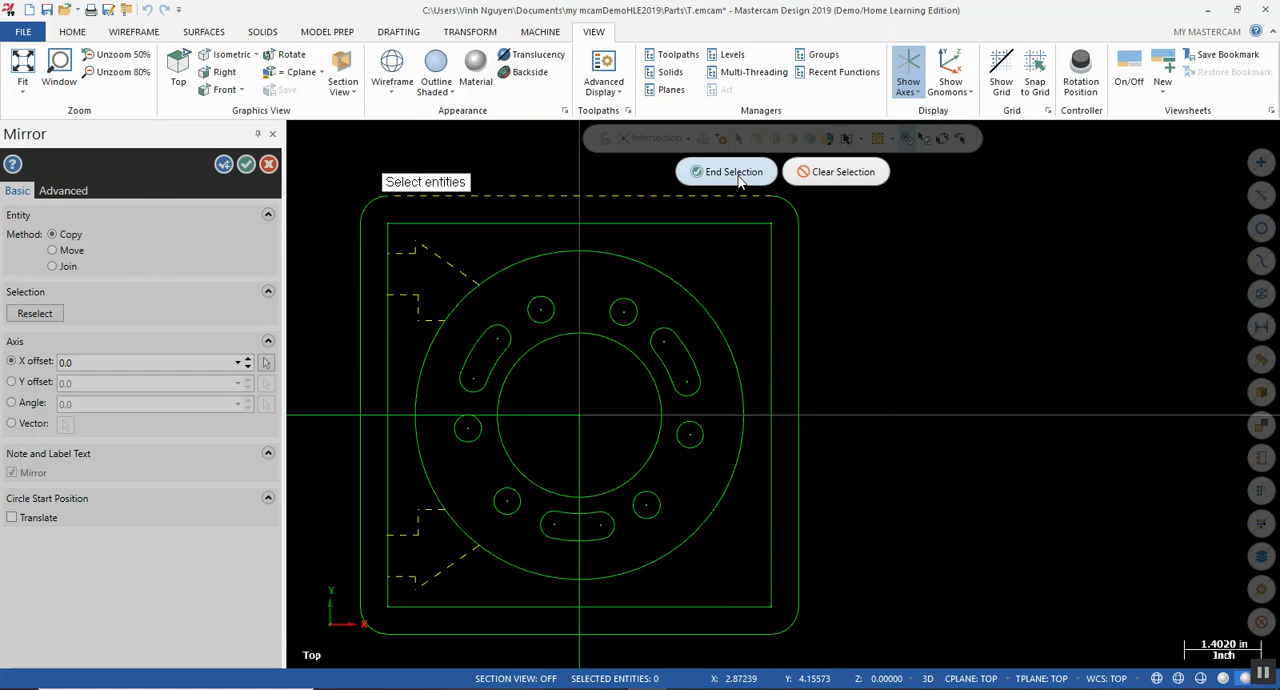 C:\Users\Vinh Nguyen\Documents\my mcamDemoHLE2019\Parts\T.emcam* - Mastercam Design 2019 (Demo/Home Learning Edition)
FILE HOME WIREFRAME SURFACES SOLIDS MODEL PREP DRAFTING TRANSFORM MACHINE VIEW MY MASTERCAM
Unzoom 50% Isometric Rotate Translucency Toolpaths Levels Groups Save Bookmark
Unzoom 80% Right = Cplane Backside Solids Multi-Threading Recent Functions Restore Bookmark
Fit Window Top Front Save Section View Wireframe Outline Shaded Material Advanced Display Planes Art Show Axes Show Gnomons Show Grid Snap to Grid Rotation Position On/Off New
Zoom Graphics View Appearance Toolpaths Managers Display Grid Controller Viewsheets
Mirror
Intersection
End Selection Clear Selection
Select entities
Basic Advanced
Entity
Method: Copy
Move
Join
Selection
Reselect
Axis
X offset: 0.0
Y offset: 0.0
Angle: 0.0
Vector:
Note and Label Text
Mirror
Circle Start Position
Translate
Y
X
Top
1.4020 in
Inch
SECTION VIEW: OFF SELECTED ENTITIES: 0 X: 2.87239 Y: 4.15573 Z: 0.00000 3D CPLANE: TOP TPLANE: TOP WCS: TOP